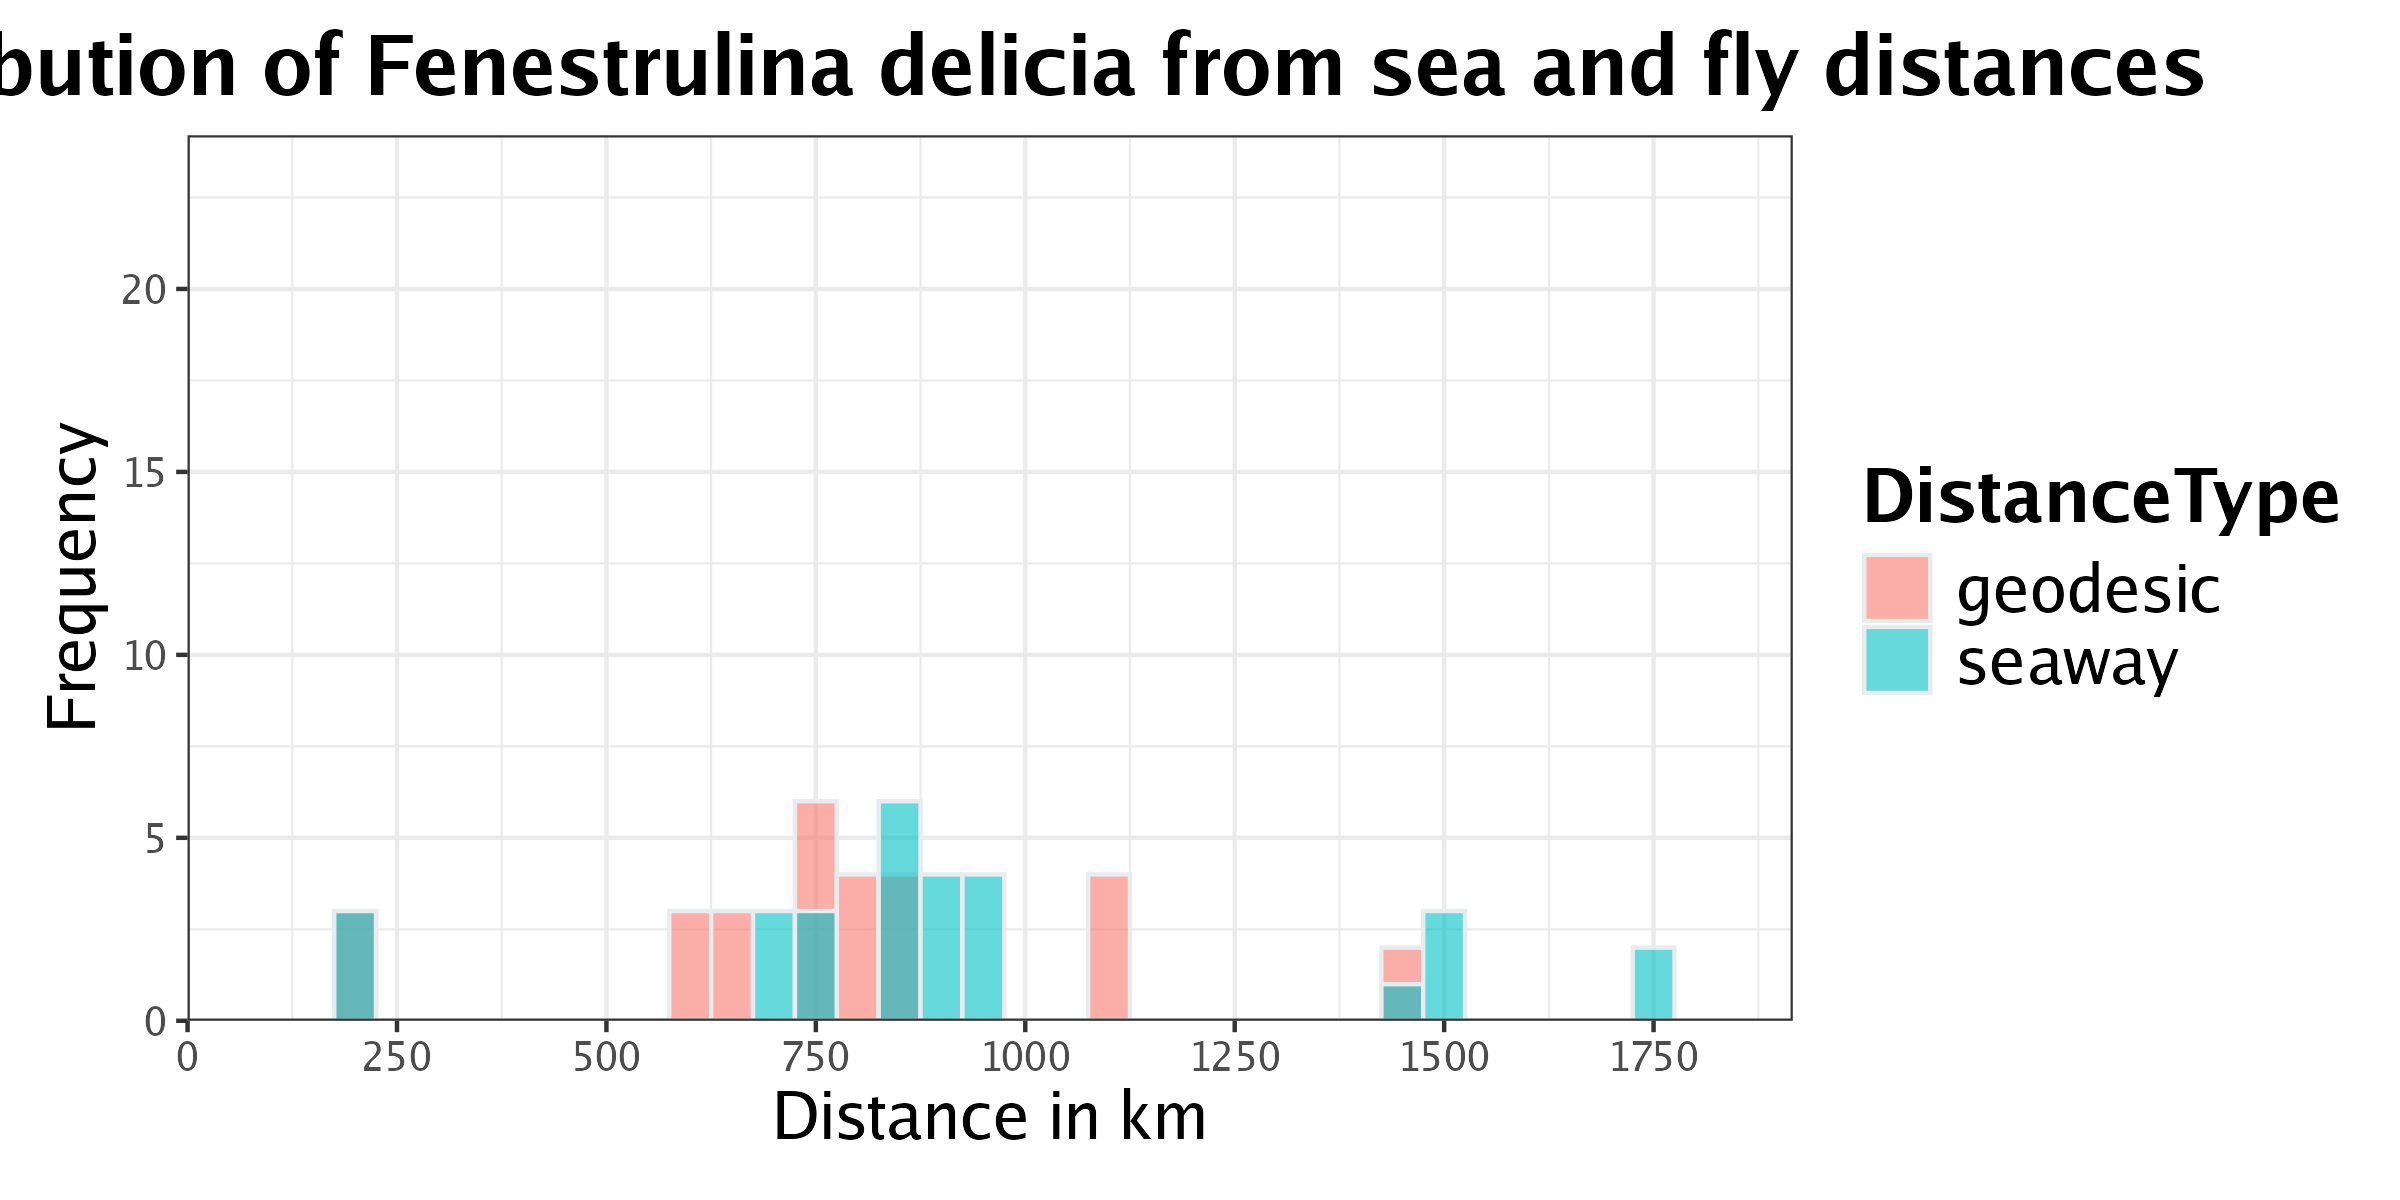 bution of Fenestrulina delicia from sea and fly distances
20
15
10
5
0
Frequency
0 250 500 750 1000 1250 1500 1750
Distance in km
DistanceType
geodesic
seaway